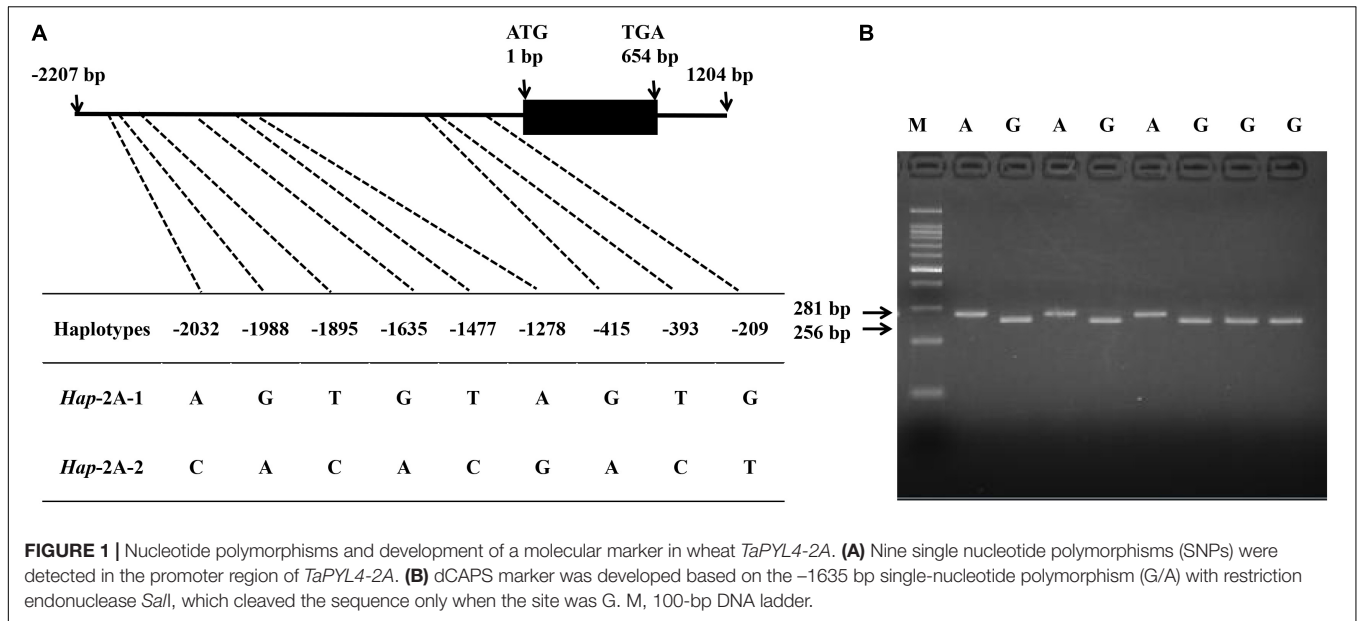 A
ATG
1 bp
TGA
654 bp
-2207 bp
1204 bp
Haplotypes -2032 -1988 -1895 -1635 -1477 -1278 -415 -393 -209
Hap-2A-1 A G T G T A G T G
Hap-2A-2 C A C A C G A C T
B
M A G A G A G G G
281 bp
256 bp
FIGURE 1 | Nucleotide polymorphisms and development of a molecular marker in wheat TaPYL4-2A. (A) Nine single nucleotide polymorphisms (SNPs) were
detected in the promoter region of TaPYL4-2A. (B) dCAPS marker was developed based on the –1635 bp single-nucleotide polymorphism (G/A) with restriction
endonuclease SalI, which cleaved the sequence only when the site was G. M, 100-bp DNA ladder.